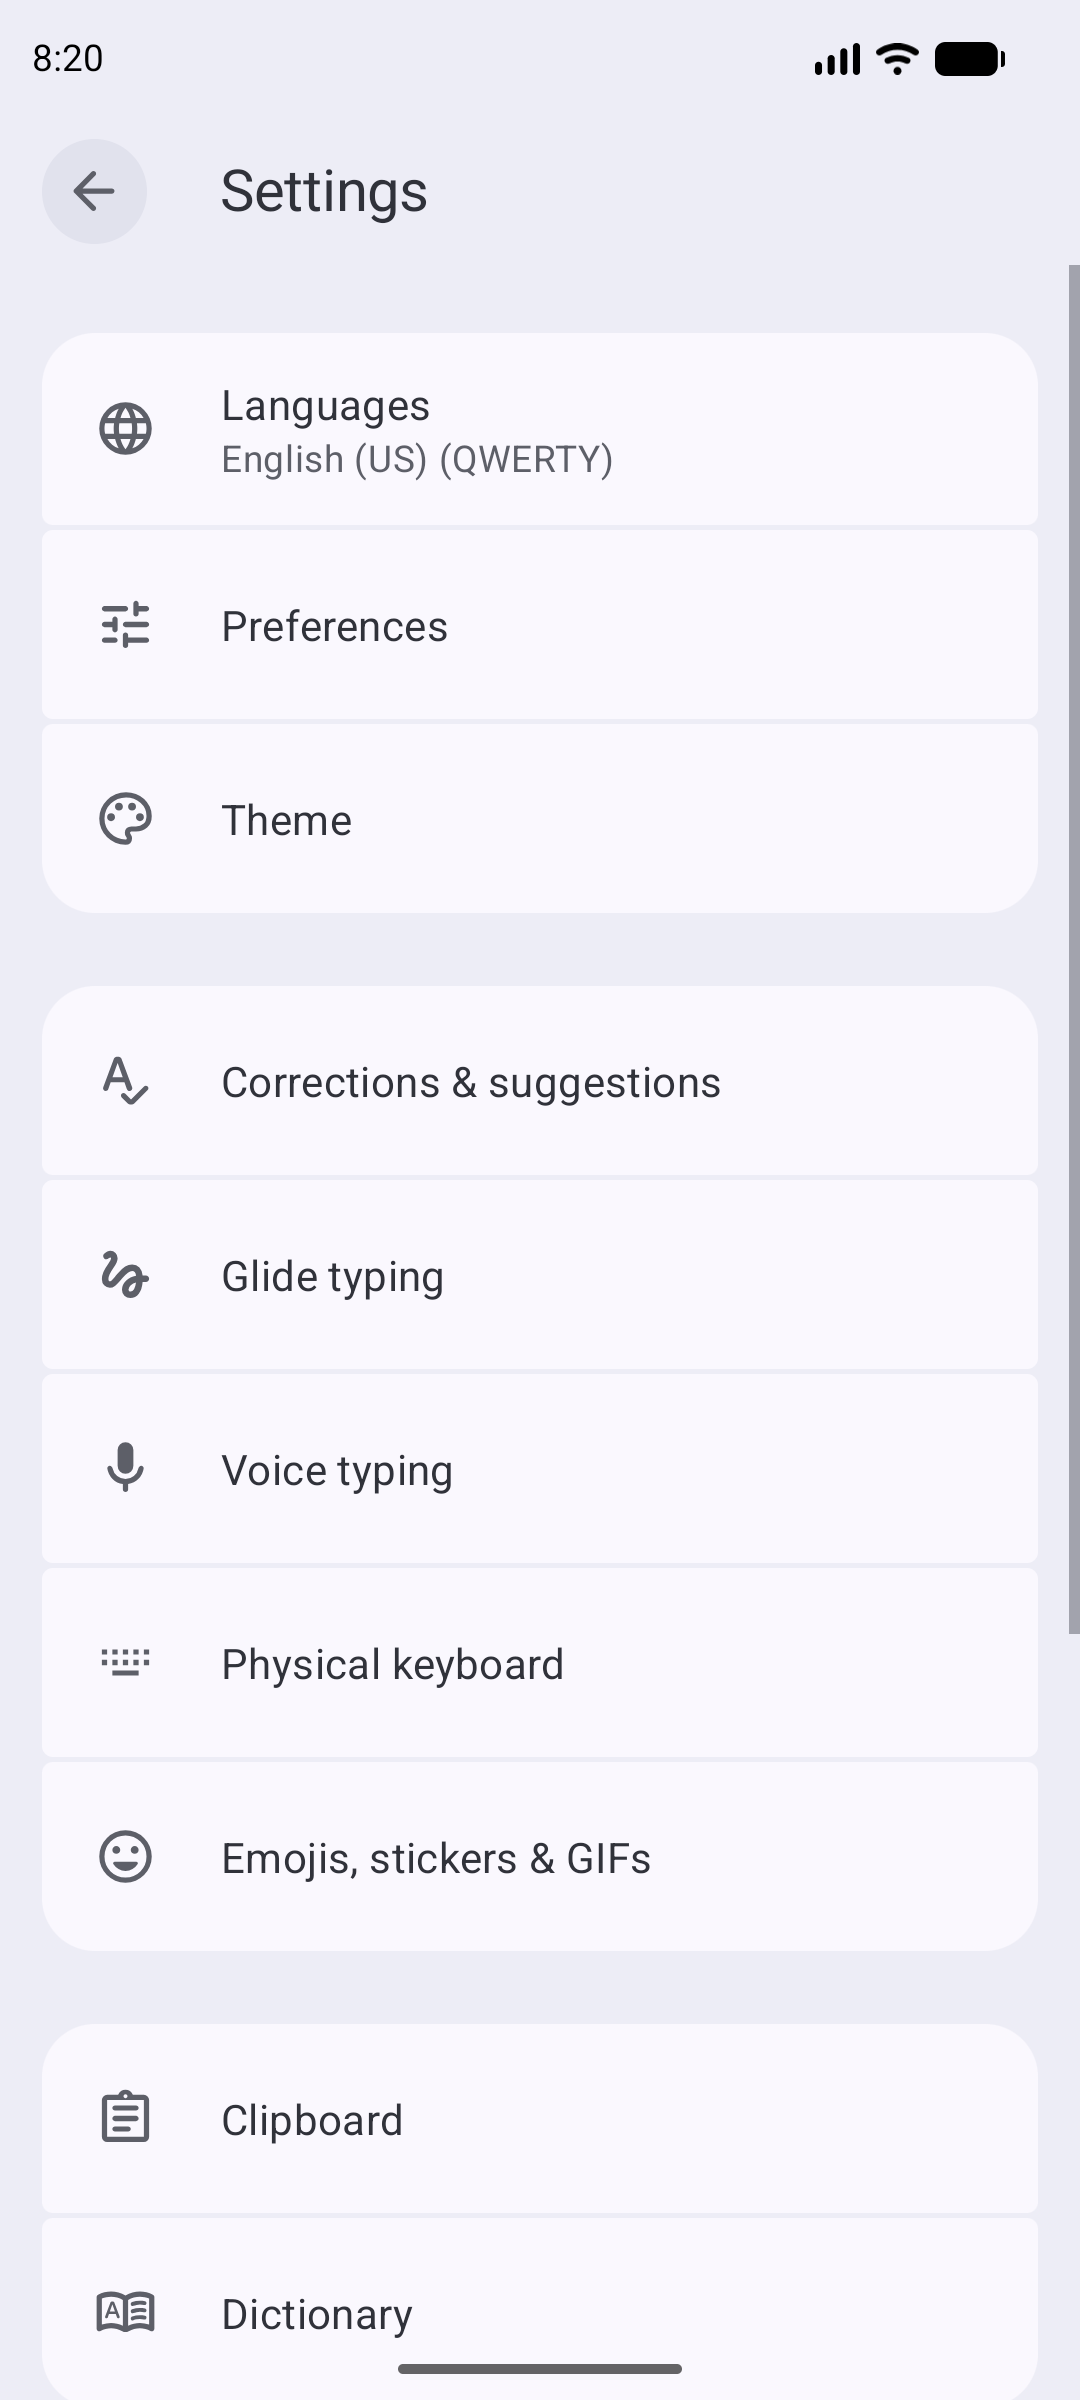 8:20
Settings
Languages
English (US) (QWERTY)
Preferences
Theme
Corrections & suggestions
Glide typing
Voice typing
Physical keyboard
Emojis, stickers & GIFs
Clipboard
Dictionary